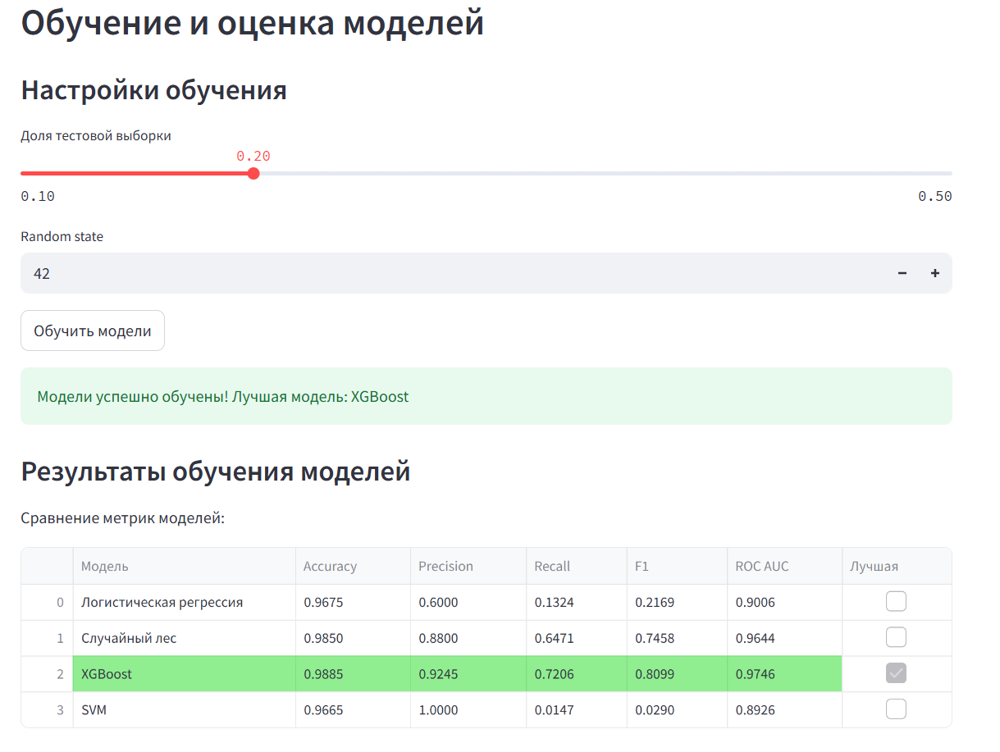 Обучение и оценка моделей
Настройки обучения
Доля тестовой выборки
0.20
0.10 0.50
Random state
42 − +
Обучить модели
Модели успешно обучены! Лучшая модель: XGBoost
Результаты обучения моделей
Сравнение метрик моделей:
Модель Accuracy Precision Recall F1 ROC AUC Лучшая
0 Логистическая регрессия 0.9675 0.6000 0.1324 0.2169 0.9006
1 Случайный лес 0.9850 0.8800 0.6471 0.7458 0.9644
2 XGBoost 0.9885 0.9245 0.7206 0.8099 0.9746
3 SVM 0.9665 1.0000 0.0147 0.0290 0.8926